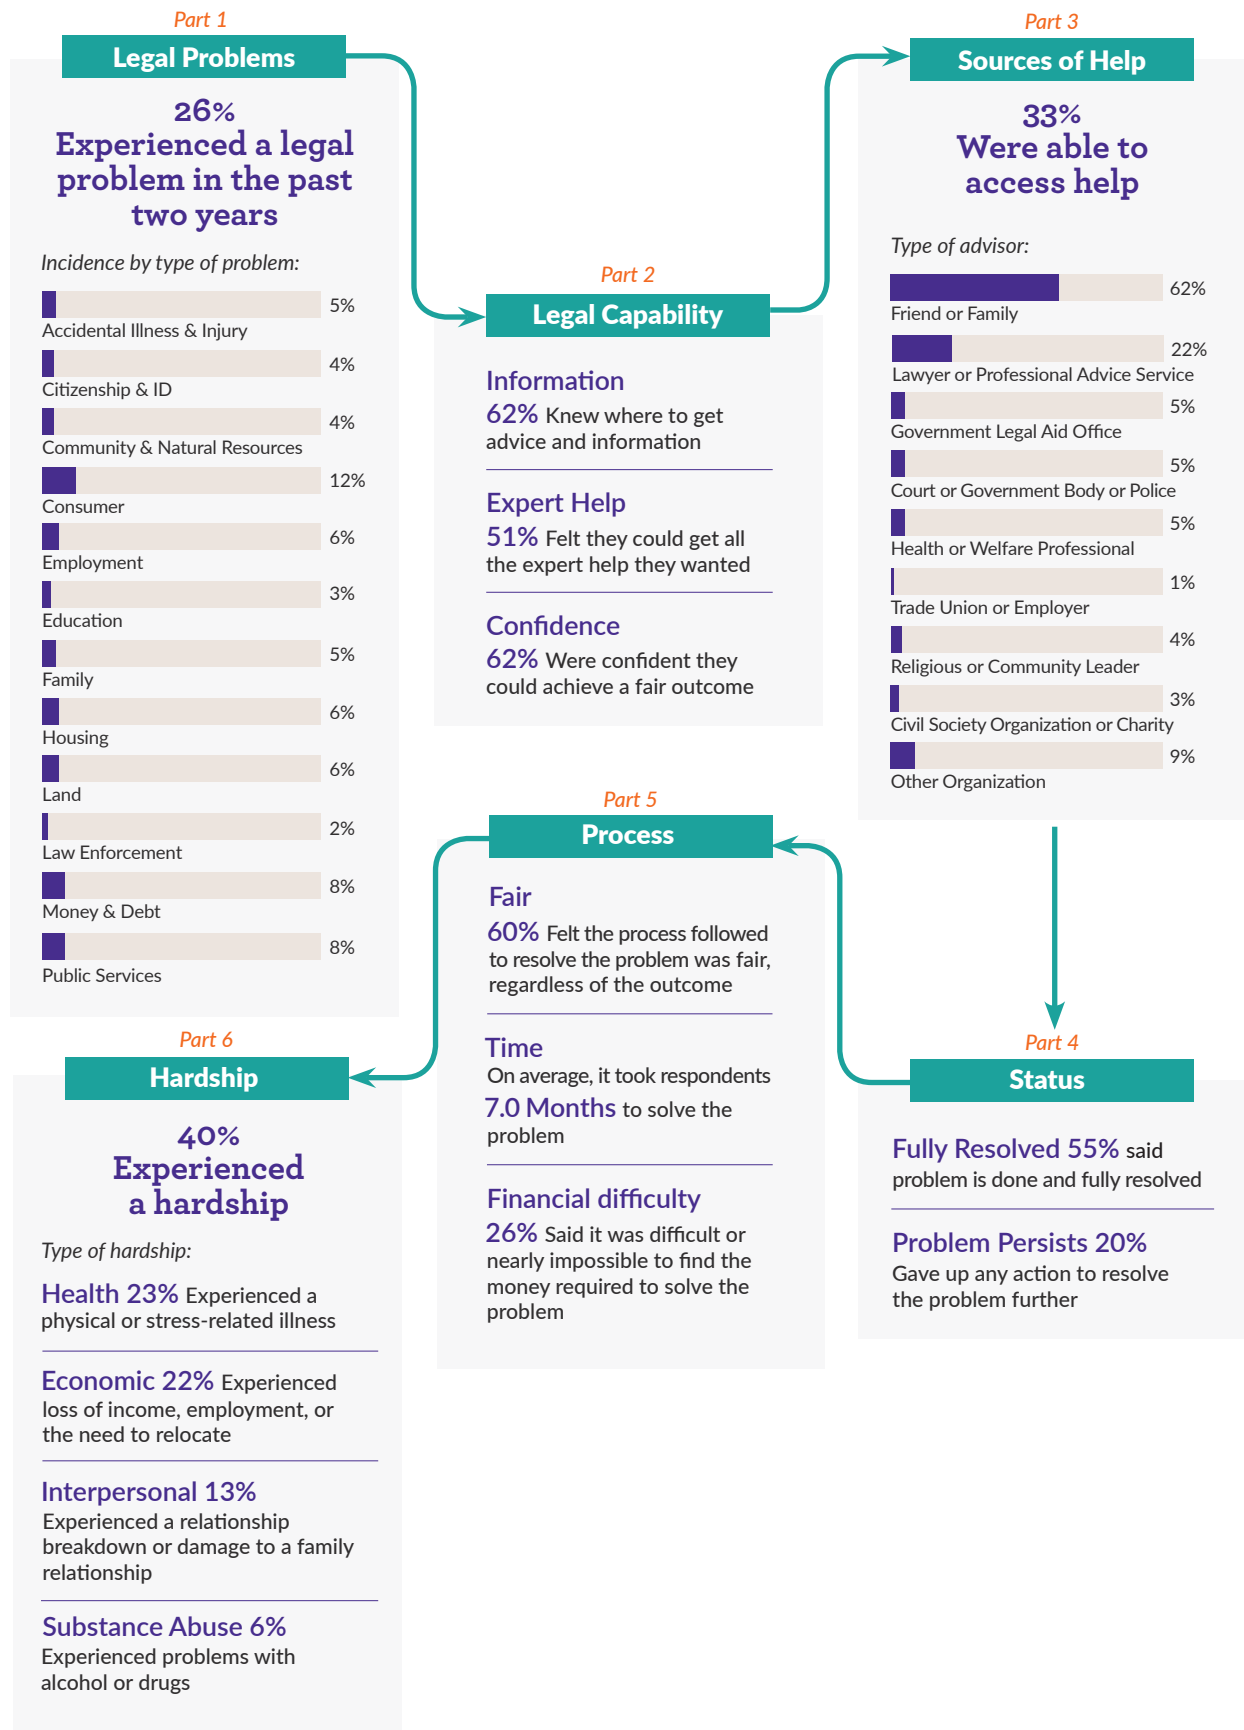 Part 1
Legal Problems
26%
Experienced a legal
problem in the past
two years
Incidence by type of problem:
5%
Accidental Illness & Injury
4%
Citizenship & ID
4%
Community & Natural Resources
12%
Consumer
6%
Employment
3%
Education
5%
Family
6%
Housing
6%
Land
2%
Law Enforcement
8%
Money & Debt
8%
Public Services
Part 2
Legal Capability
Information
62% Knew where to get
advice and information
Expert Help
51% Felt they could get all
the expert help they wanted
Confidence
62% Were confident they
could achieve a fair outcome
Part 3
Sources of Help
33%
Were able to
access help
Type of advisor:
62%
Friend or Family
22%
Lawyer or Professional Advice Service
5%
Government Legal Aid Office
5%
Court or Government Body or Police
5%
Health or Welfare Professional
1%
Trade Union or Employer
4%
Religious or Community Leader
3%
Civil Society Organization or Charity
9%
Other Organization
Part 4
Status
Fully Resolved 55% said
problem is done and fully resolved
Problem Persists 20%
Gave up any action to resolve
the problem further
Part 5
Process
Fair
60% Felt the process followed
to resolve the problem was fair,
regardless of the outcome
Time
On average, it took respondents
7.0 Months to solve the
problem
Financial difficulty
26% Said it was difficult or
nearly impossible to find the
money required to solve the
problem
Part 6
Hardship
40%
Experienced
a hardship
Type of hardship:
Health 23% Experienced a
physical or stress-related illness
Economic 22% Experienced
loss of income, employment, or
the need to relocate
Interpersonal 13%
Experienced a relationship
breakdown or damage to a family
relationship
Substance Abuse 6%
Experienced problems with
alcohol or drugs